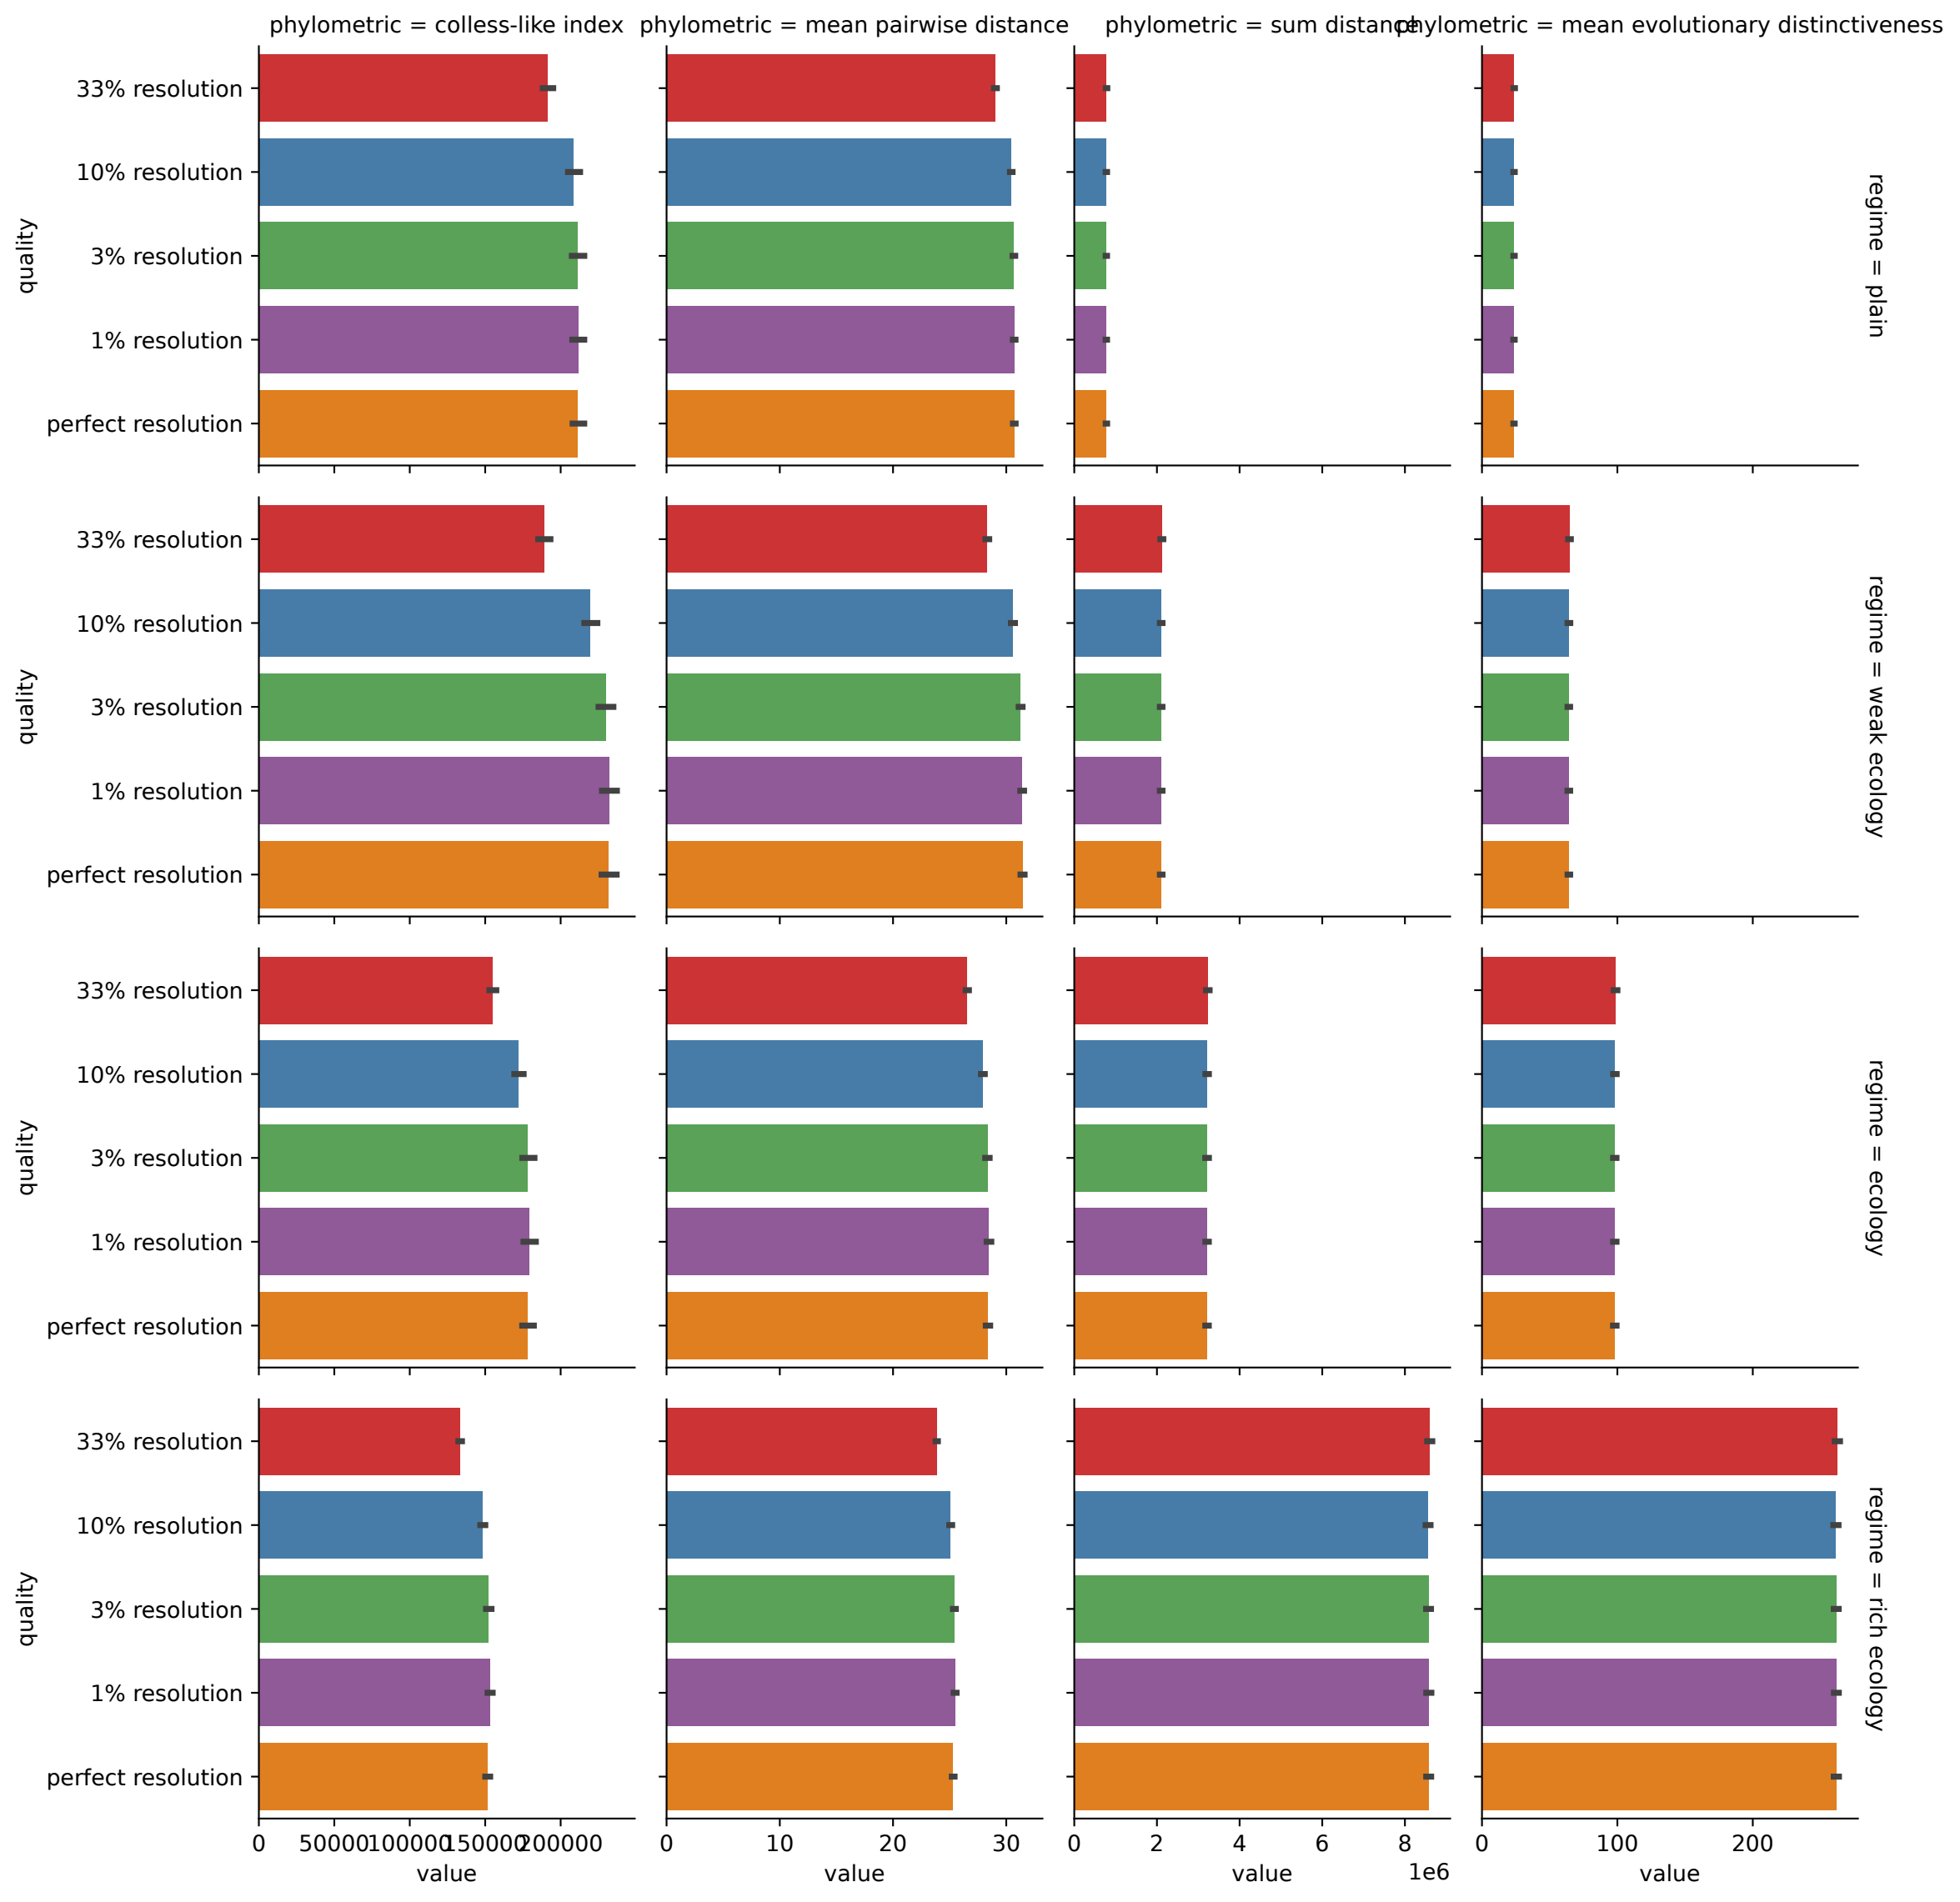 phylometric = colless-like index
phylometric = mean pairwise distance
phylometric = sum distance
phylometric = mean evolutionary distinctiveness
quality
33% resolution
10% resolution
3% resolution
1% resolution
perfect resolution
regime = plain
quality
33% resolution
10% resolution
3% resolution
1% resolution
perfect resolution
regime = weak ecology
quality
33% resolution
10% resolution
3% resolution
1% resolution
perfect resolution
regime = ecology
quality
33% resolution
10% resolution
3% resolution
1% resolution
perfect resolution
regime = rich ecology
0 50000 100000 150000 200000
value
0 10 20 30
value
0 2 4 6 8
1e6
value
0 100 200
value